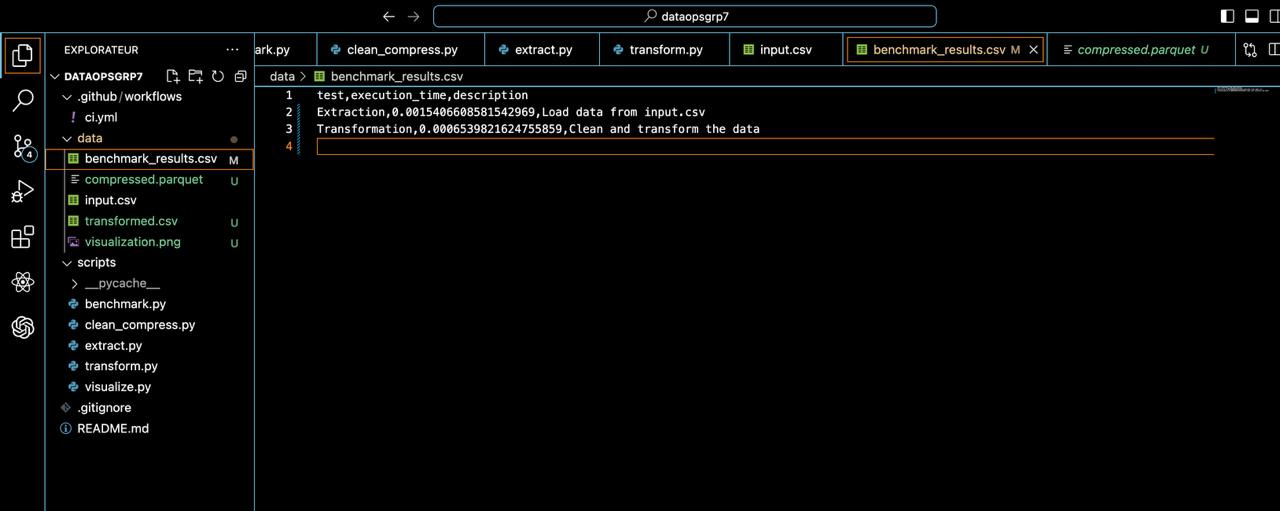 dataopsgrp7
EXPLORATEUR
ark.py
clean_compress.py
extract.py
transform.py
input.csv
benchmark_results.csv M
compressed.parquet U
DATAOPSGRP7
data > benchmark_results.csv
.github/workflows
ci.yml
data
benchmark_results.csv M
compressed.parquet U
input.csv
transformed.csv U
visualization.png U
scripts
__pycache__
benchmark.py
clean_compress.py
extract.py
transform.py
visualize.py
.gitignore
README.md
4
1 test,execution_time,description
2 Extraction,0.0015406608581542969,Load data from input.csv
3 Transformation,0.0006539821624755859,Clean and transform the data
4